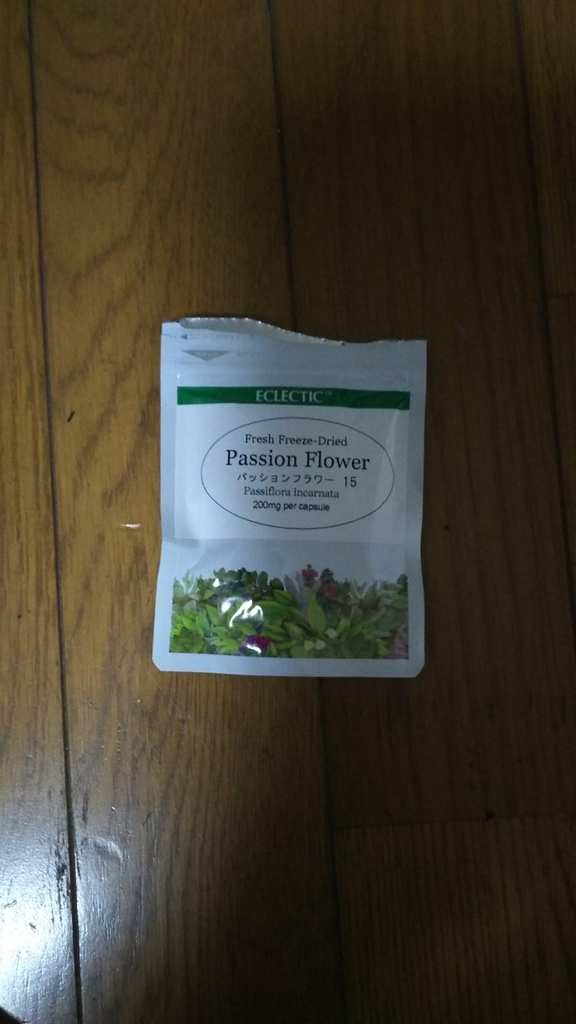 ECLECTIC™
Fresh Freeze-Dried
Passion Flower
パッションフラワー 15
Passiflora incarnata
200mg per capsule